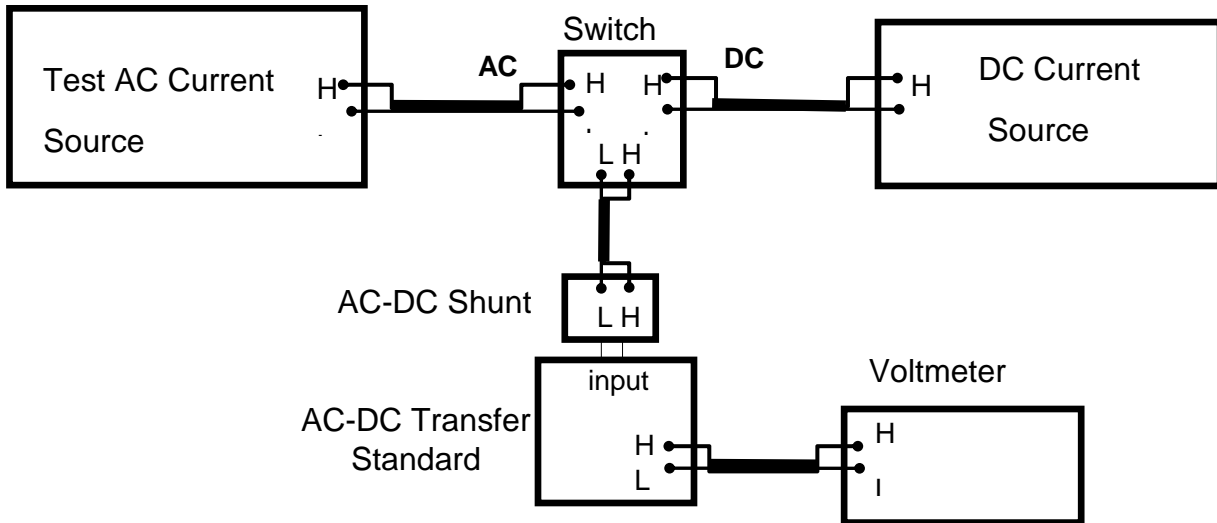 Switch
Test AC Current
Source
H
AC
H
H
DC
H
DC Current
Source
L H
AC-DC Shunt
L H
input
AC-DC Transfer
Standard
H
L
Voltmeter
H